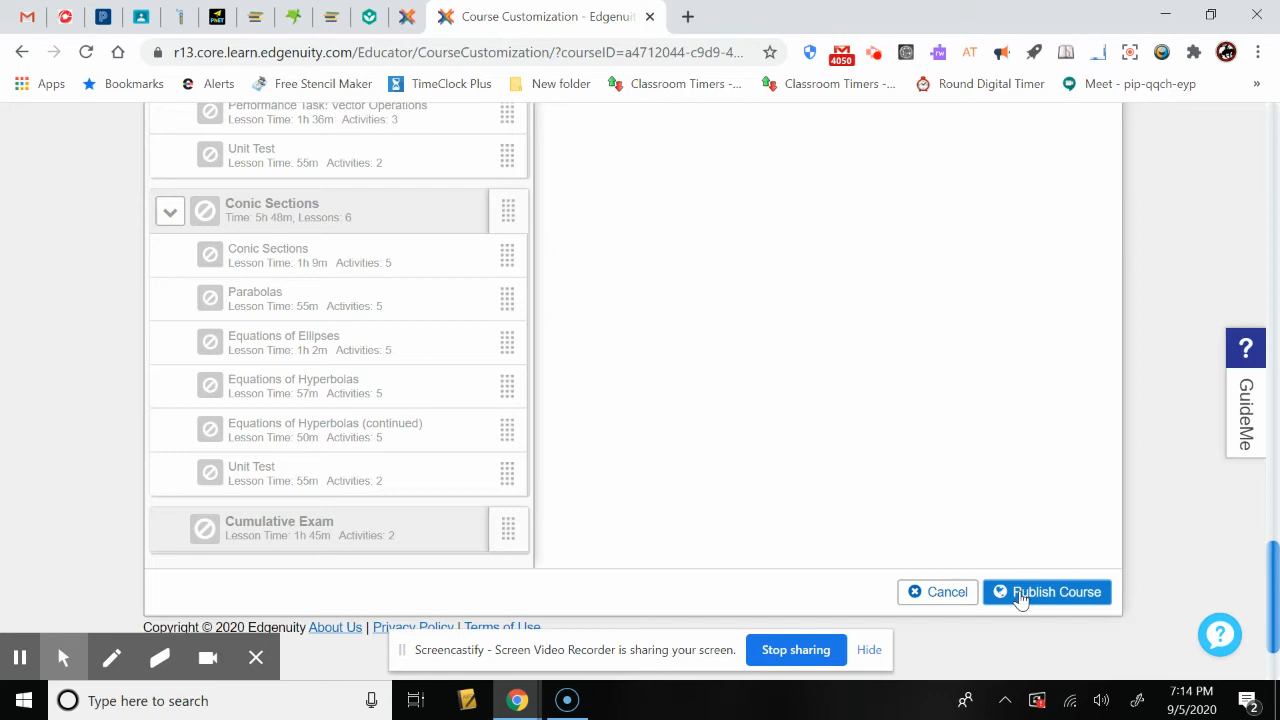 PNET
Course Customization - Edgenuit
r13.core.learn.edgenuity.com/Educator/CourseCustomization/?courseID=a4712044-c9d9-4...
4050
rw
AT
Apps
Bookmarks
Alerts
Free Stencil Maker
TimeClock Plus
New folder
Classroom Timers -...
Classroom Timers -...
Round Digital Timer
Meet - pip-qqch-eyp
»
Performance Task: Vector Operations
Lesson Time: 1h 36m Activities: 3
Unit Test
Lesson Time: 55m Activities: 2
Conic Sections
Time: 5h 48m, Lessons: 6
Conic Sections
Lesson Time: 1h 9m Activities: 5
Parabolas
Lesson Time: 55m Activities: 5
Equations of Ellipses
Lesson Time: 1h 2m Activities: 5
Equations of Hyperbolas
Lesson Time: 57m Activities: 5
Equations of Hyperbolas (continued)
Lesson Time: 50m Activities: 5
Unit Test
Lesson Time: 55m Activities: 2
Cumulative Exam
Lesson Time: 1h 45m Activities: 2
?
GuideMe
Cancel
Publish Course
Copyright © 2020 Edgenuity About Us | Privacy Policy | Terms of Use
Screencastify - Screen Video Recorder is sharing your screen.
Stop sharing
Hide
?
Type here to search
7:14 PM
9/5/2020
2